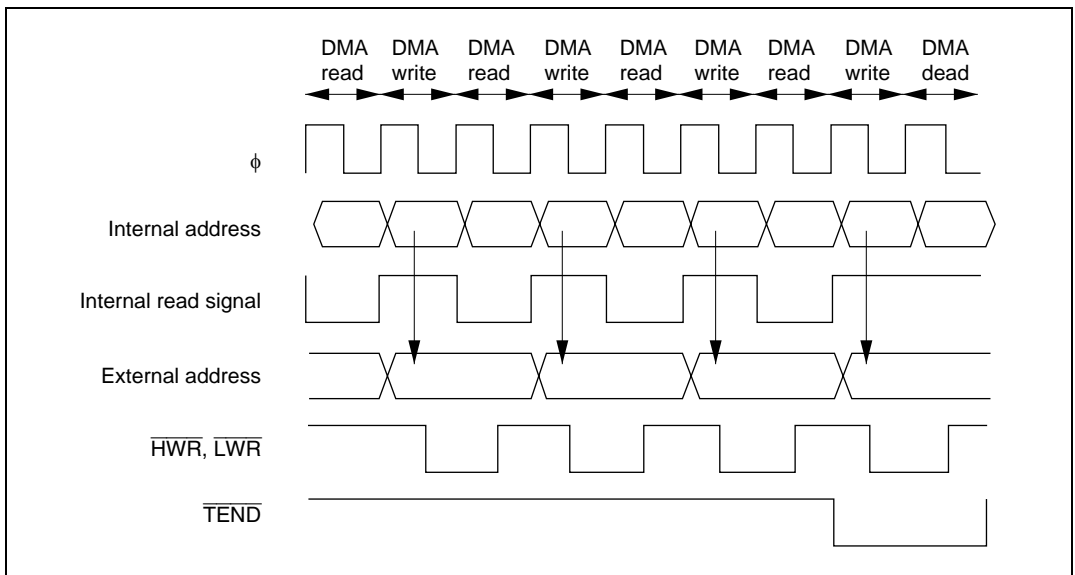 DMA read DMA write DMA read DMA write DMA read DMA write DMA read DMA write DMA dead
ϕ
Internal address
Internal read signal
External address
HWR, LWR
TEND